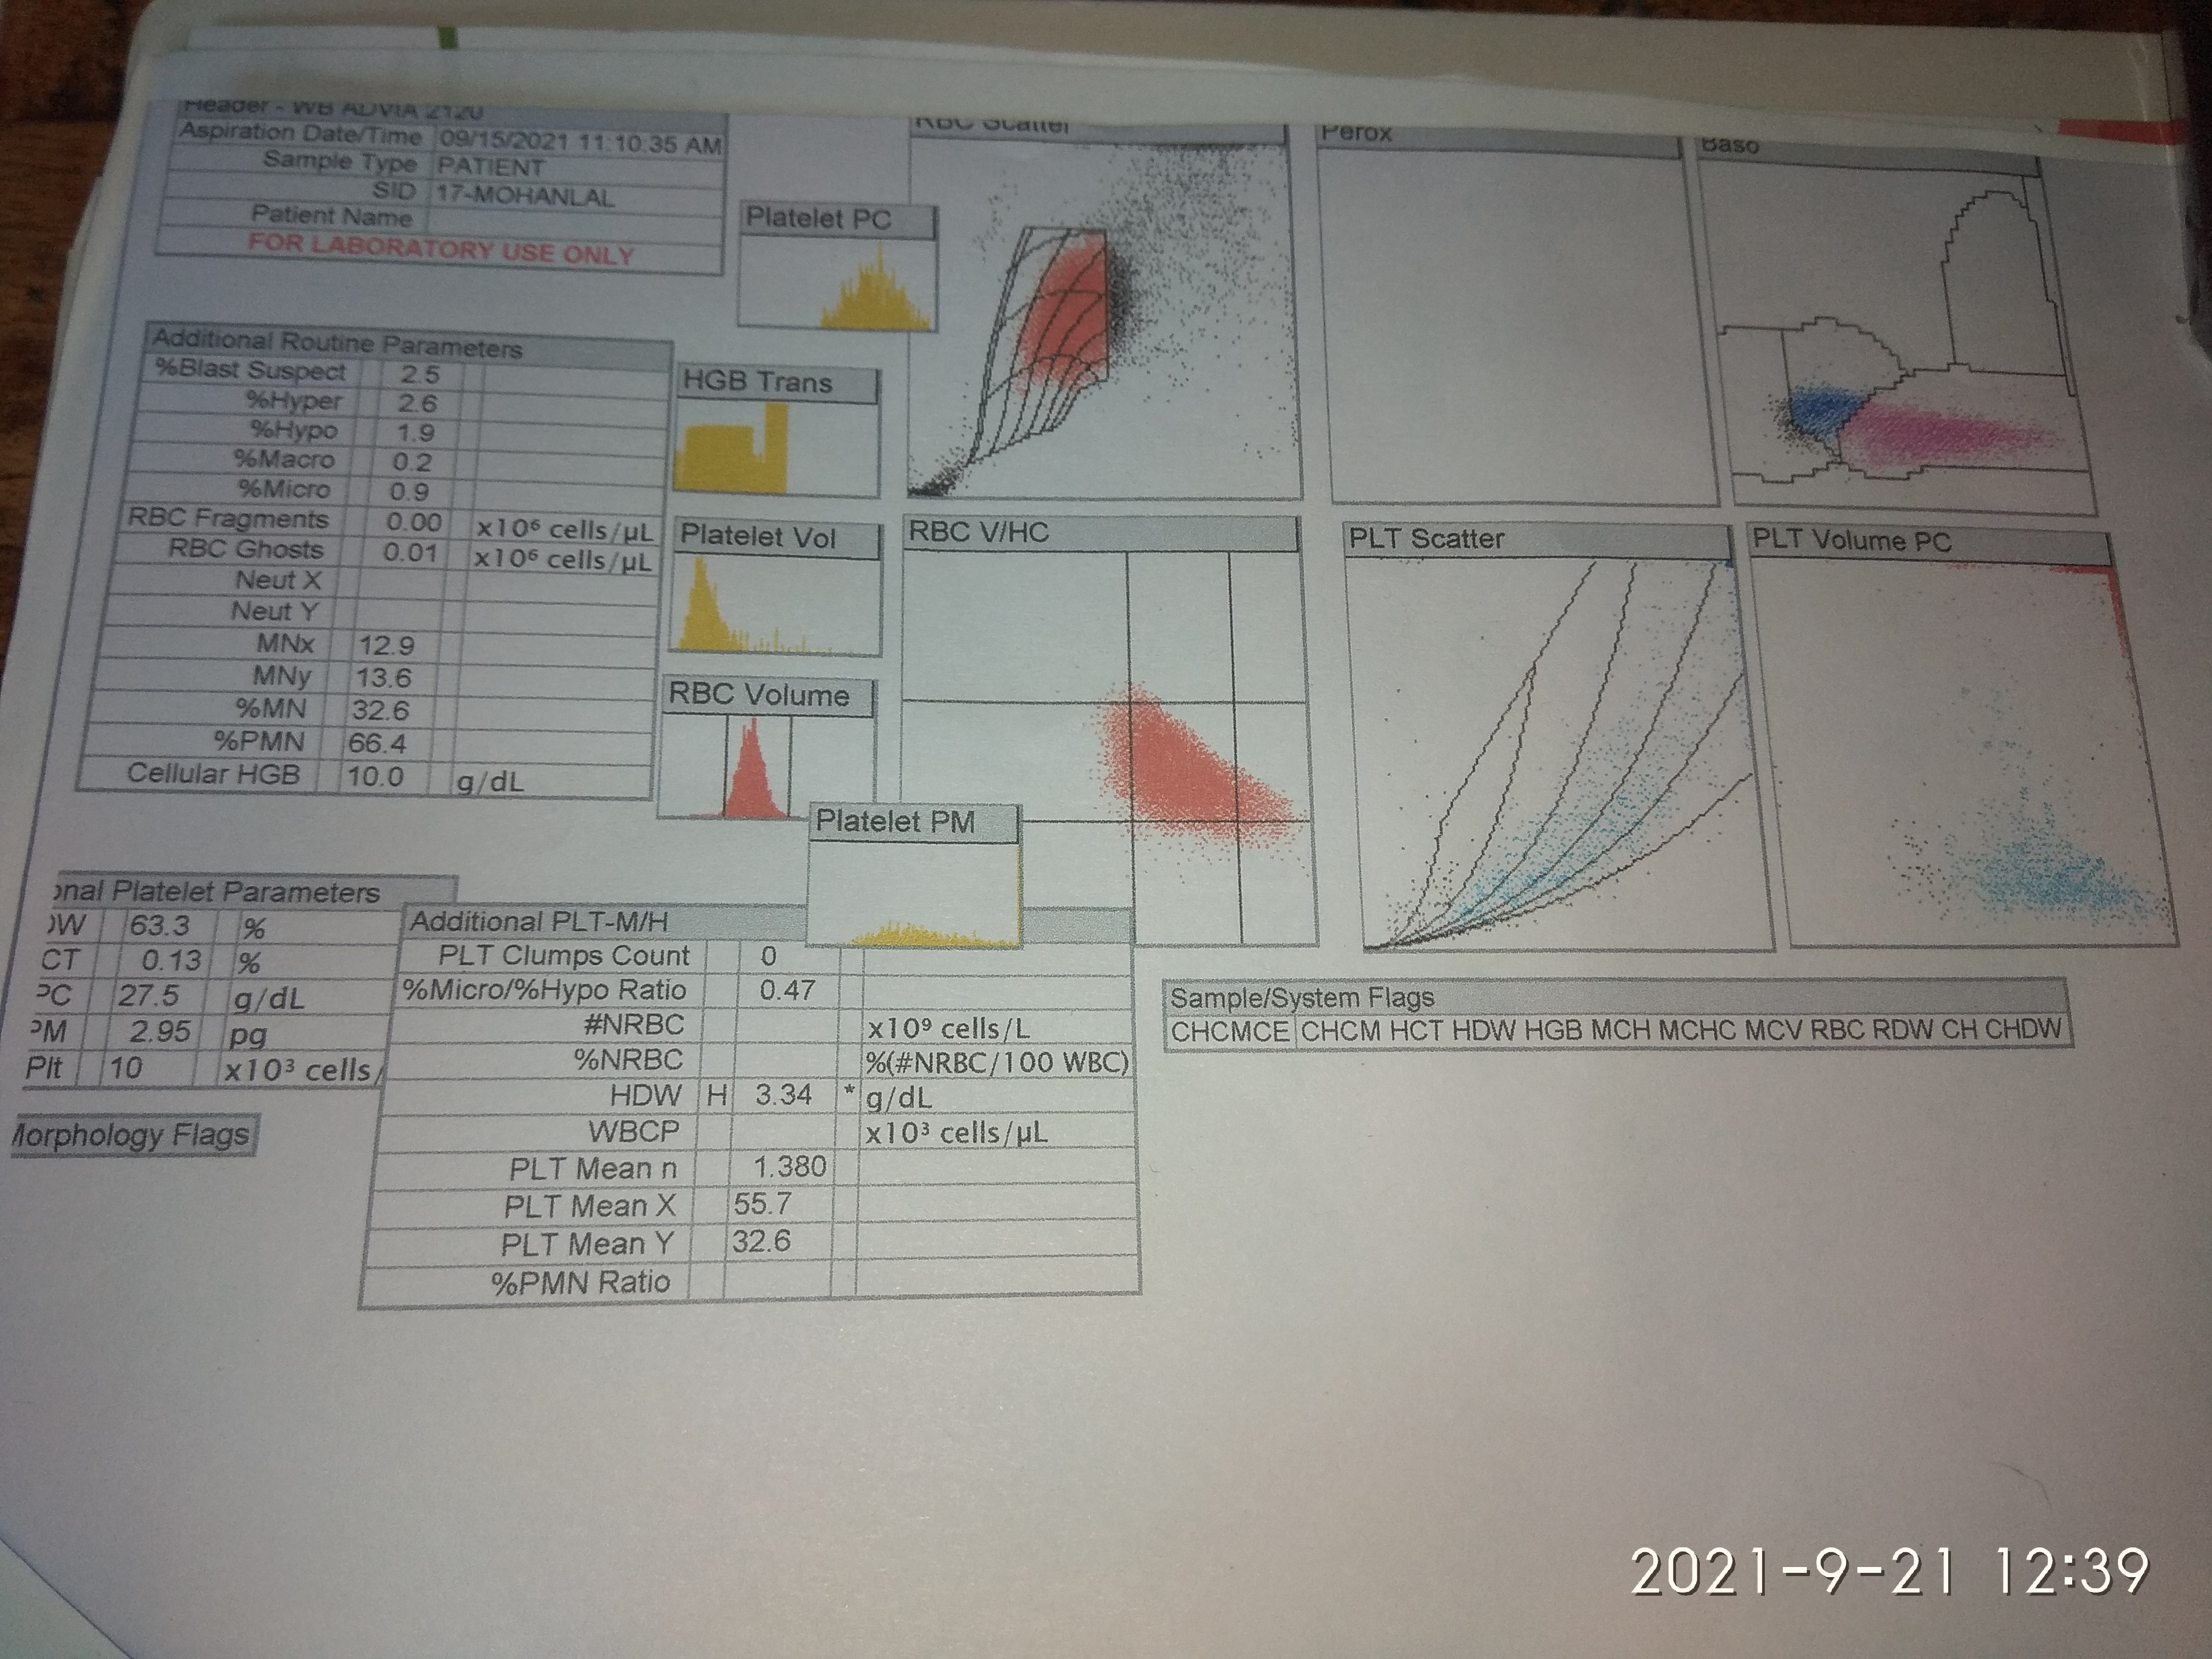 Header - WB ADVIA 2120
Aspiration Date/Time 09/15/2021 11:10:35 AM
Sample Type PATIENT
SID 17-MOHANLAL
Patient Name
FOR LABORATORY USE ONLY
Additional Routine Parameters
%Blast Suspect 2.5
%Hyper 2.6
%Hypo 1.9
%Macro 0.2
%Micro 0.9
RBC Fragments 0.00 x10⁶ cells/µL
RBC Ghosts 0.01 x10⁶ cells/µL
Neut X
Neut Y
MNx 12.9
MNy 13.6
%MN 32.6
%PMN 66.4
Cellular HGB 10.0 g/dL
Platelet PC
HGB Trans
Platelet Vol
RBC Volume
Platelet PM
RBC Scatter
Perox
Baso
RBC V/HC
PLT Scatter
PLT Volume PC
onal Platelet Parameters
DW 63.3 %
CT 0.13 %
PC 27.5 g/dL
PM 2.95 pg
Plt 10 x10³ cells/
Morphology Flags
Additional PLT-M/H
PLT Clumps Count 0
%Micro/%Hypo Ratio 0.47
#NRBC x10⁹ cells/L
%NRBC %(#NRBC/100 WBC)
HDW H 3.34 * g/dL
WBCP x10³ cells/µL
PLT Mean n 1.380
PLT Mean X 55.7
PLT Mean Y 32.6
%PMN Ratio
Sample/System Flags
CHCMCE CHCM HCT HDW HGB MCH MCHC MCV RBC RDW CH CHDW
2021-9-21 12:39